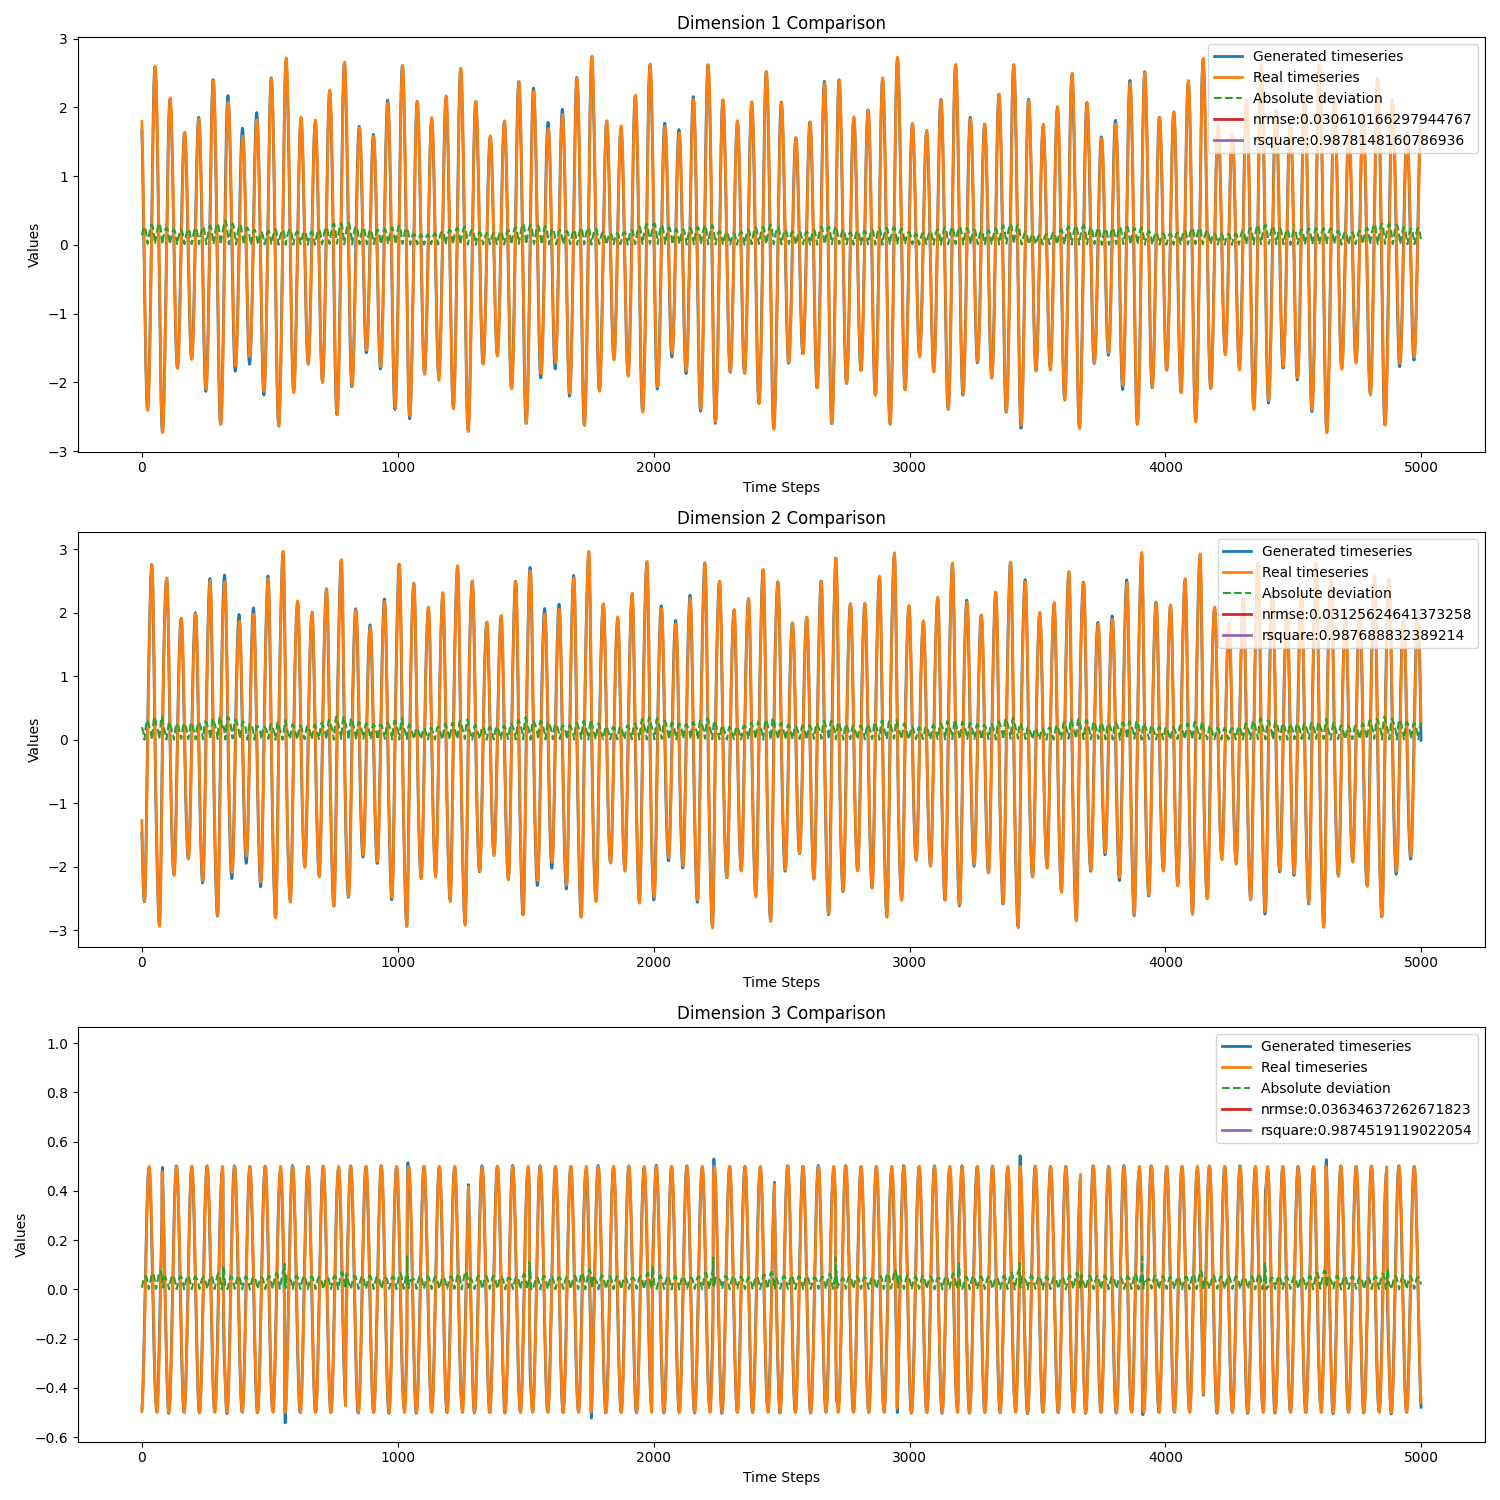 Dimension 1 Comparison
3
2
1
0
−1
−2
−3
Values
Generated timeseries
Real timeseries
Absolute deviation
nrmse:0.030610166297944767
rsquare:0.9878148160786936
0 1000 2000 3000 4000 5000
Time Steps
Dimension 2 Comparison
3
2
1
0
−1
−2
−3
Values
Generated timeseries
Real timeseries
Absolute deviation
nrmse:0.03125624641373258
rsquare:0.987688832389214
0 1000 2000 3000 4000 5000
Time Steps
Dimension 3 Comparison
1.0
0.8
0.6
0.4
0.2
0.0
−0.2
−0.4
−0.6
Values
Generated timeseries
Real timeseries
Absolute deviation
nrmse:0.03634637262671823
rsquare:0.9874519119022054
0 1000 2000 3000 4000 5000
Time Steps